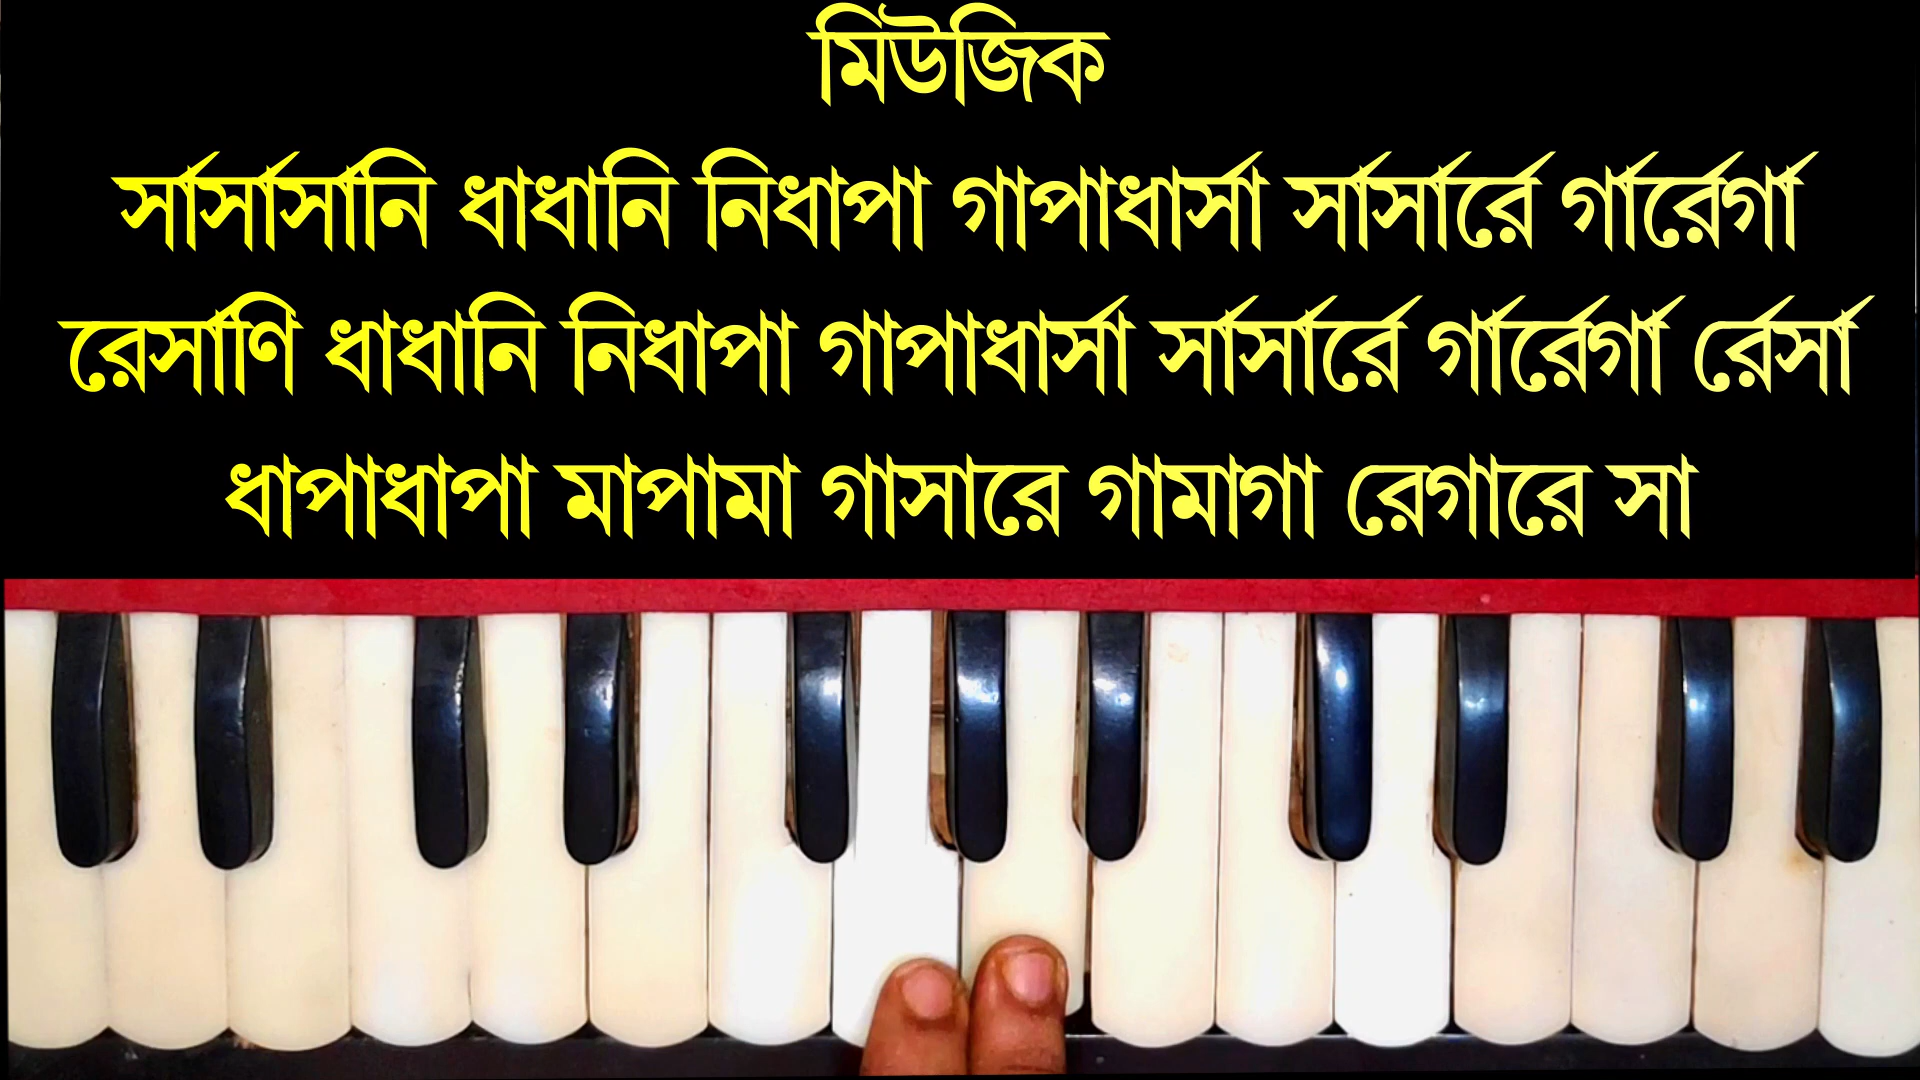 মিউজিক
র্সার্সার্সানি ধাধানি নিধাপা গাপাধার্সা র্সার্সার্রে র্গার্রের্গা
রের্সাণি ধাধানি নিধাপা গাপাধার্সা র্সার্সার্রে র্গার্রের্গা র্রের্সা
ধাপাধাপা মাপামা গাসারে গামাগা রেগারে সা